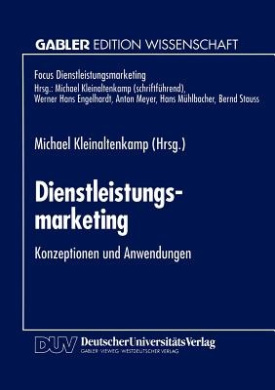 GABLER EDITION WISSENSCHAFT
Focus Dienstleistungsmarketing
Hrsg.: Michael Kleinaltenkamp (schriftführend),
Werner Hans Engelhardt, Anton Meyer, Hans Mühlbacher, Bernd Stauss
Michael Kleinaltenkamp (Hrsg.)
Dienstleistungs-
marketing
Konzeptionen und Anwendungen
DUV DeutscherUniversitätsVerlag
GABLER·VIEWEG·WESTDEUTSCHER VERLAG